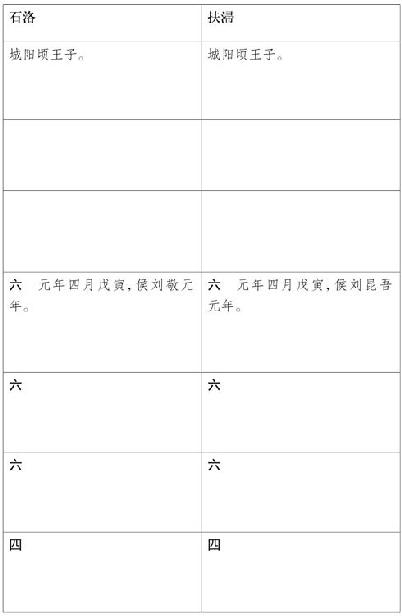 石洛 扶㴆
城阳顷王子。 城阳顷王子。
六 元年四月戊寅，侯刘敬元 六 元年四月戊寅，侯刘昆吾
年。 元年。
六 六
六 六
四 四